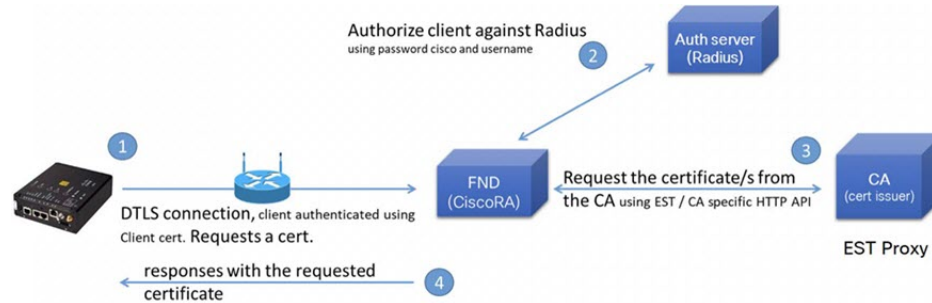 Authorize client against Radius
using password cisco and username
2
Auth server
(Radius)
1
DTLS connection, client authenticated using
Client cert. Requests a cert.
FND
(CiscoRA)
3
Request the certificate/s from
the CA using EST / CA specific HTTP API
CA
(cert issuer)
EST Proxy
responses with the requested
certificate
4